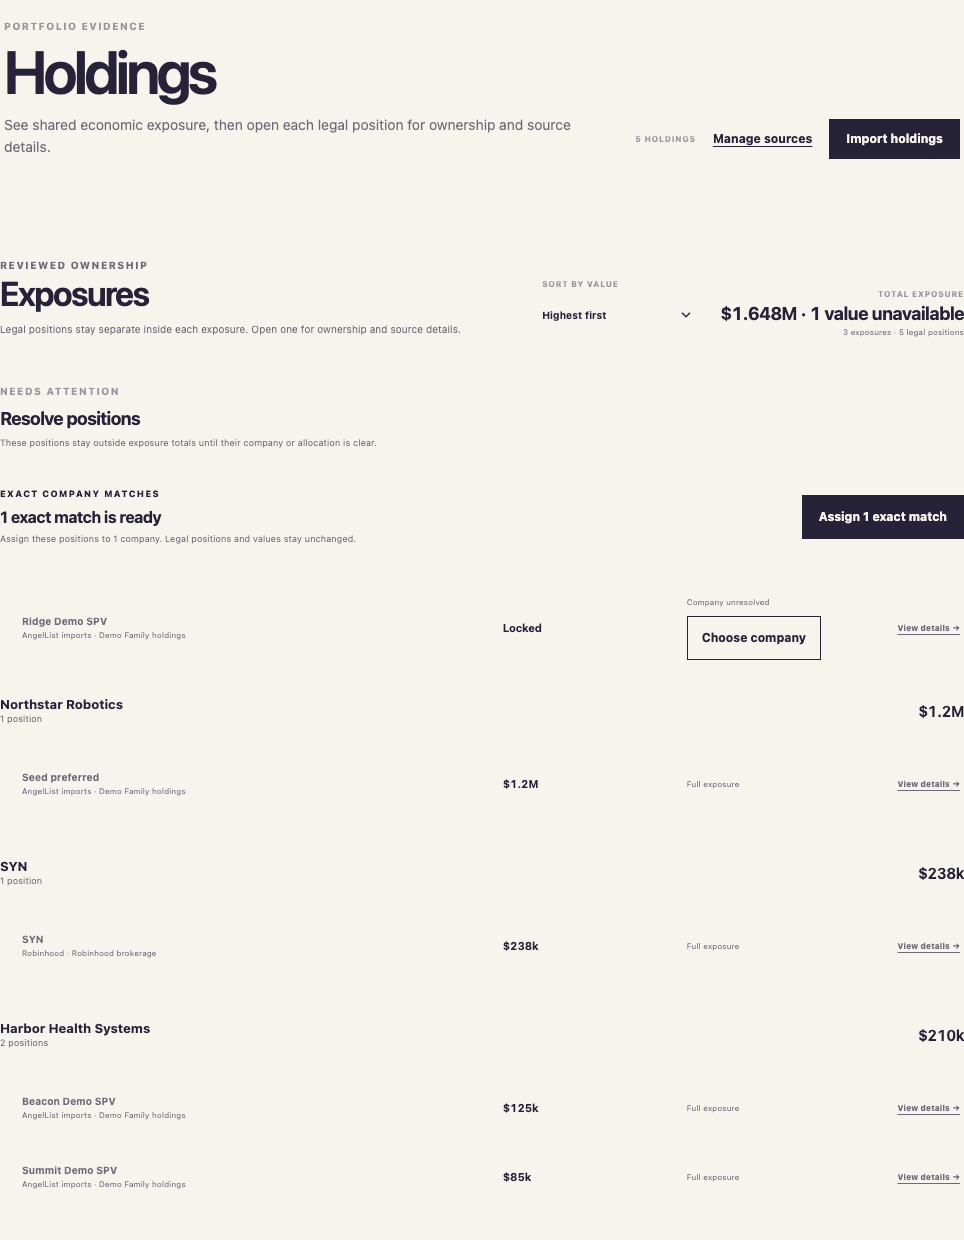 PORTFOLIO EVIDENCE
Holdings
See shared economic exposure, then open each legal position for ownership and source
details.
5 HOLDINGS
Manage sources
Import holdings
REVIEWED OWNERSHIP
Exposures
Legal positions stay separate inside each exposure. Open one for ownership and source details.
SORT BY VALUE
Highest first
TOTAL EXPOSURE
$1.648M · 1 value unavailable
3 exposures · 5 legal positions
NEEDS ATTENTION
Resolve positions
These positions stay outside exposure totals until their company or allocation is clear.
EXACT COMPANY MATCHES
1 exact match is ready
Assign these positions to 1 company. Legal positions and values stay unchanged.
Assign 1 exact match
Ridge Demo SPV
AngelList imports · Demo Family holdings
Locked
Company unresolved
Choose company
View details →
Northstar Robotics
1 position
$1.2M
Seed preferred
AngelList imports · Demo Family holdings
$1.2M
Full exposure
View details →
SYN
1 position
$238k
SYN
Robinhood · Robinhood brokerage
$238k
Full exposure
View details →
Harbor Health Systems
2 positions
$210k
Beacon Demo SPV
AngelList imports · Demo Family holdings
$125k
Full exposure
View details →
Summit Demo SPV
AngelList imports · Demo Family holdings
$85k
Full exposure
View details →